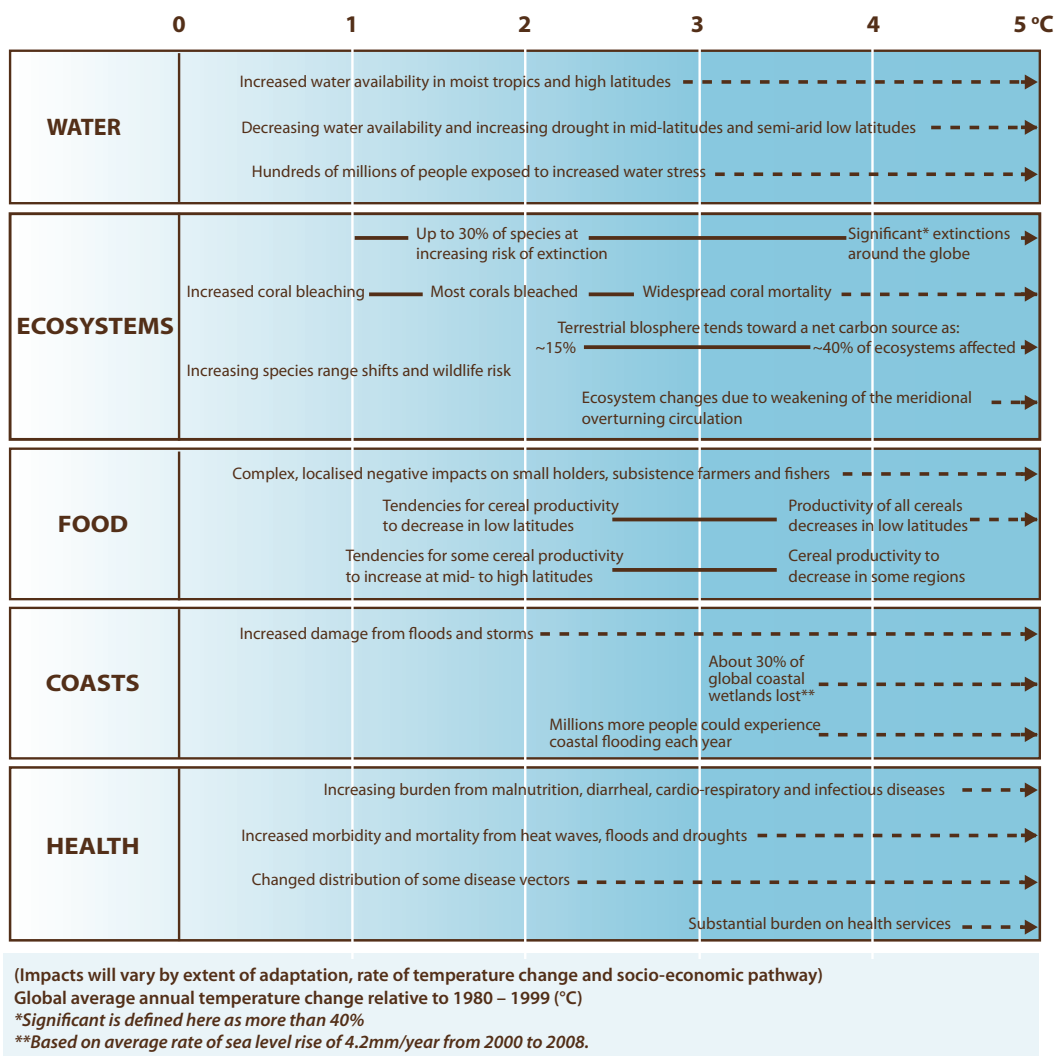 0 1 2 3 4 5 ºC
WATER
Increased water availability in moist tropics and high latitudes
Decreasing water availability and increasing drought in mid-latitudes and semi-arid low latitudes
Hundreds of millions of people exposed to increased water stress
ECOSYSTEMS
Up to 30% of species at
increasing risk of extinction
Significant* extinctions
around the globe
Increased coral bleaching
Most corals bleached
Widespread coral mortality
Terrestrial blosphere tends toward a net carbon source as:
~15%
~40% of ecosystems affected
Increasing species range shifts and wildlife risk
Ecosystem changes due to weakening of the meridional
overturning circulation
FOOD
Complex, localised negative impacts on small holders, subsistence farmers and fishers
Tendencies for cereal productivity
to decrease in low latitudes
Productivity of all cereals
decreases in low latitudes
Tendencies for some cereal productivity
to increase at mid- to high latitudes
Cereal productivity to
decrease in some regions
COASTS
Increased damage from floods and storms
About 30% of
global coastal
wetlands lost**
Millions more people could experience
coastal flooding each year
HEALTH
Increasing burden from malnutrition, diarrheal, cardio-respiratory and infectious diseases
Increased morbidity and mortality from heat waves, floods and droughts
Changed distribution of some disease vectors
Substantial burden on health services
(Impacts will vary by extent of adaptation, rate of temperature change and socio-economic pathway)
Global average annual temperature change relative to 1980 – 1999 (°C)
*Significant is defined here as more than 40%
**Based on average rate of sea level rise of 4.2mm/year from 2000 to 2008.